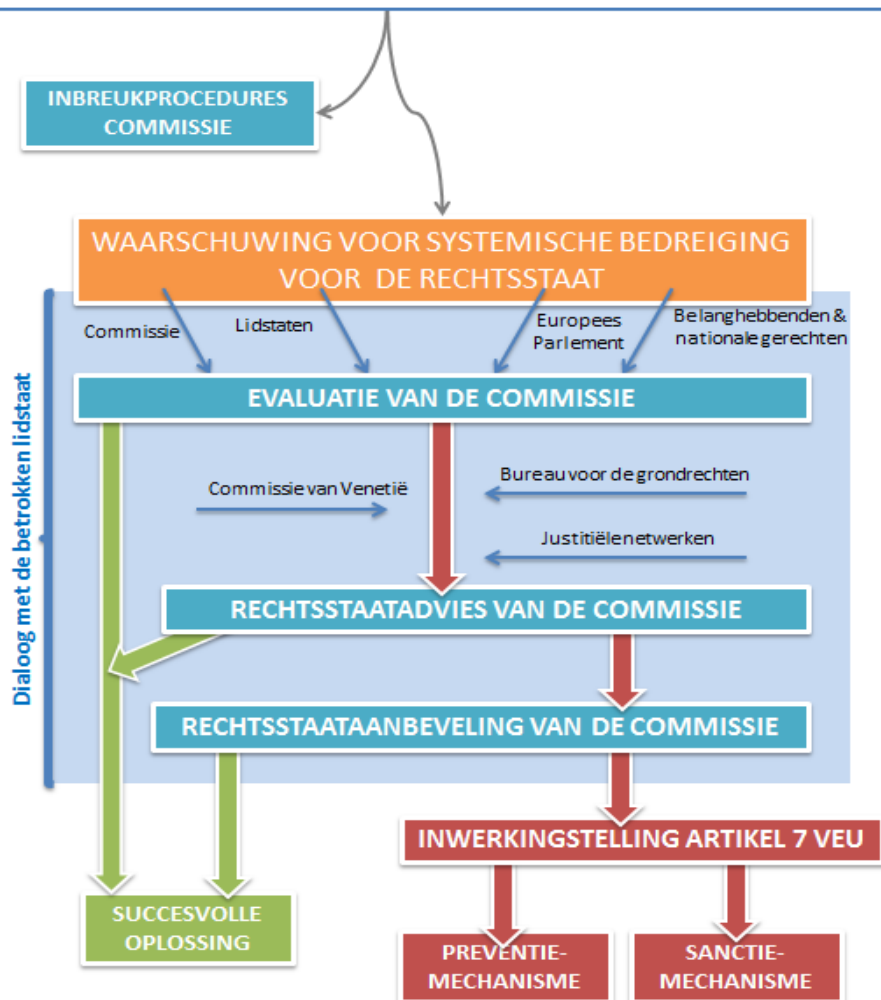 INBREUKPROCEDURES
COMMISSIE
WAARSCHUWING VOOR SYSTEMISCHE BEDREIGING
VOOR DE RECHTSSTAAT
Commissie
Lidstaten
Europees
Parlement
Belanghebbenden &
nationale gerechten
EVALUATIE VAN DE COMMISSIE
Dialoog met de betrokken lidstaat
Commissie van Venetië
Bureau voor de grondrechten
Justitiële netwerken
RECHTSSTAATADVIES VAN DE COMMISSIE
RECHTSSTAATAANBEVELING VAN DE COMMISSIE
INWERKINGSTELLING ARTIKEL 7 VEU
SUCCESVOLLE
OPLOSSING
PREVENTIE-
MECHANISME
SANCTIE-
MECHANISME